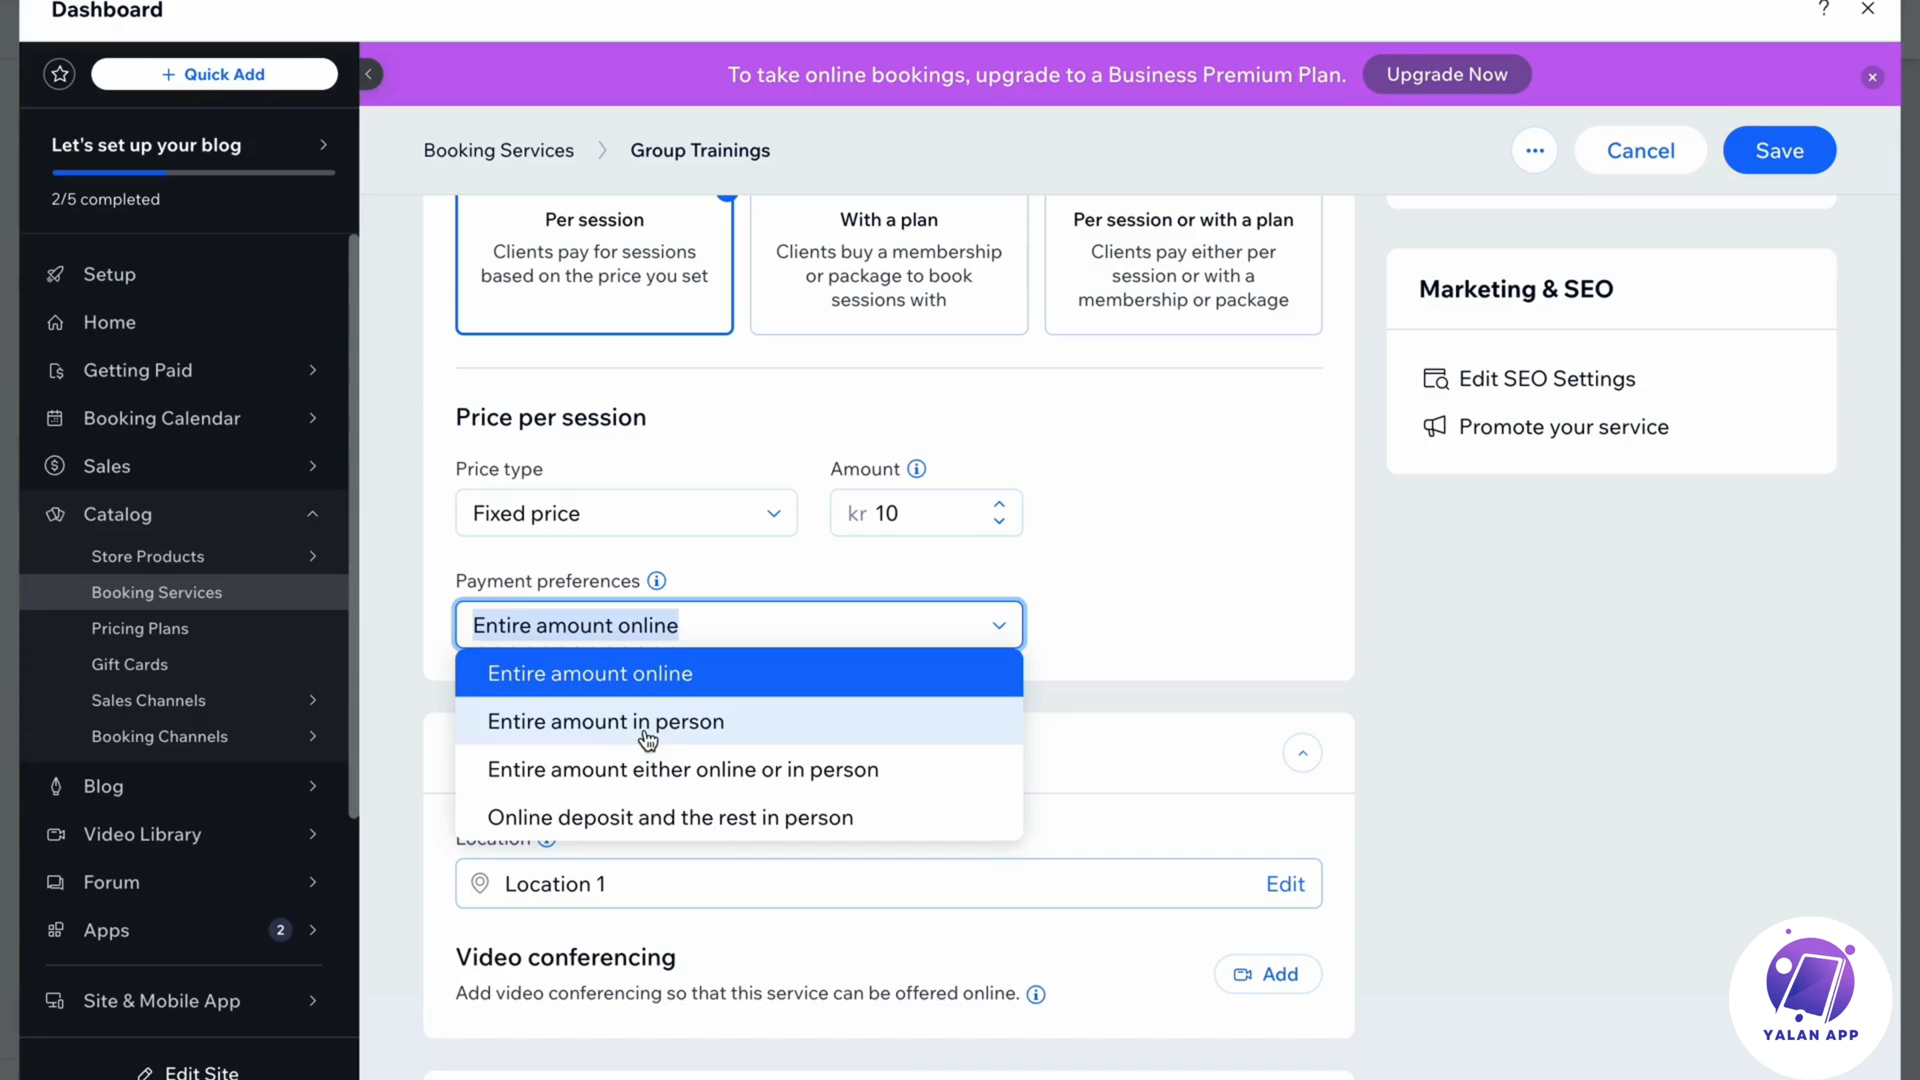 Dashboard
?
Quick Add
To take online bookings, upgrade to a Business Premium Plan.
Upgrade Now
Let's set up your blog
2/5 completed
Booking Services
Group Trainings
Cancel
Save
Setup
Home
Getting Paid
Booking Calendar
Sales
Catalog
Store Products
Booking Services
Pricing Plans
Gift Cards
Sales Channels
Booking Channels
Blog
Video Library
Forum
Apps
2
Site & Mobile App
Edit Site
Per session
Clients pay for sessions
based on the price you set
With a plan
Clients buy a membership
or package to book
sessions with
Per session or with a plan
Clients pay either per
session or with a
membership or package
Price per session
Price type
Fixed price
Amount
kr 10
Payment preferences
Entire amount online
Entire amount online
Entire amount in person
Entire amount either online or in person
Online deposit and the rest in person
Location
Location 1
Edit
Video conferencing
Add video conferencing so that this service can be offered online.
Add
Marketing & SEO
Edit SEO Settings
Promote your service
YALAN APP